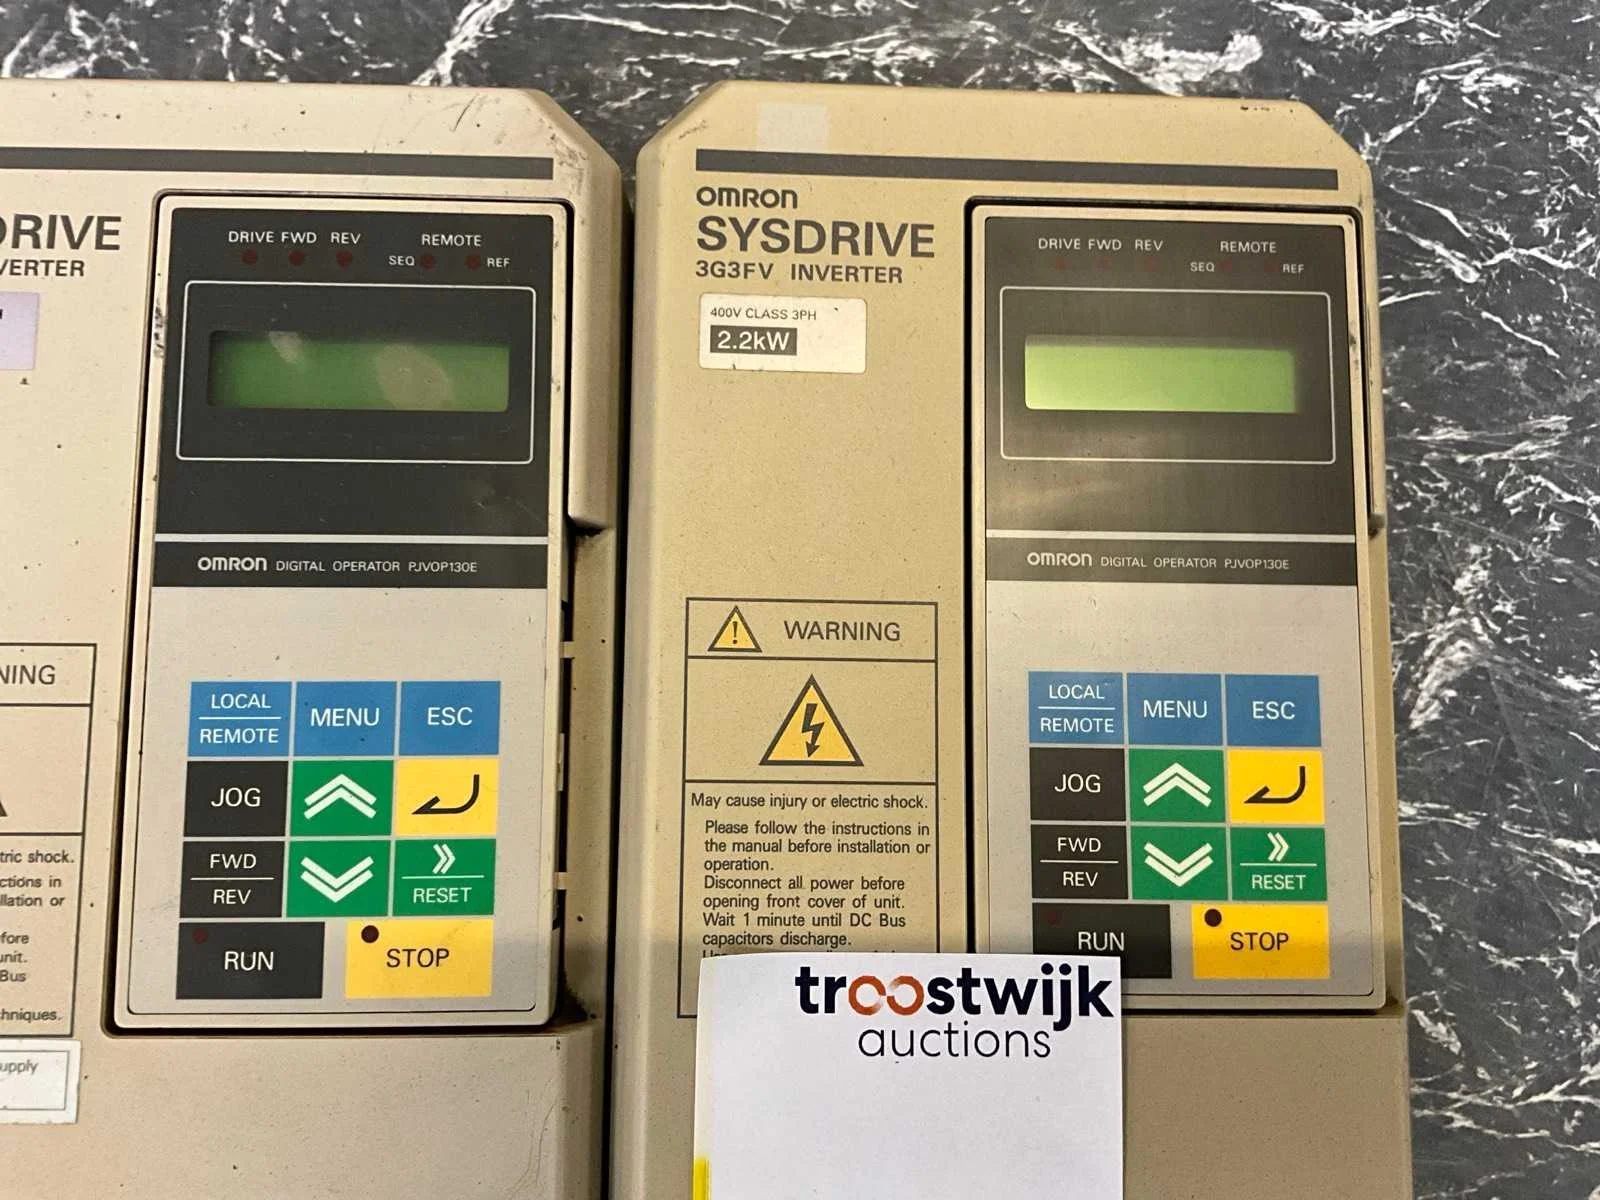 DRIVE
VERTER
DRIVE FWD REV REMOTE
SEQ REF
OMRON DIGITAL OPERATOR PJVOP130E
LOCAL
REMOTE
MENU
ESC
JOG
FWD
REV
RESET
RUN
STOP
NING
tric shock.
ctions in
llation or
fore
unit.
Bus
hniques.
upply
OMRON
SYSDRIVE
3G3FV INVERTER
400V CLASS 3PH
2.2kW
DRIVE FWD REV REMOTE
SEQ REF
OMRON DIGITAL OPERATOR PJVOP130E
WARNING
May cause injury or electric shock.
Please follow the instructions in
the manual before installation or
operation.
Disconnect all power before
opening front cover of unit.
Wait 1 minute until DC Bus
capacitors discharge.
LOCAL
REMOTE
MENU
ESC
JOG
FWD
REV
RESET
RUN
STOP
troostwijk
auctions